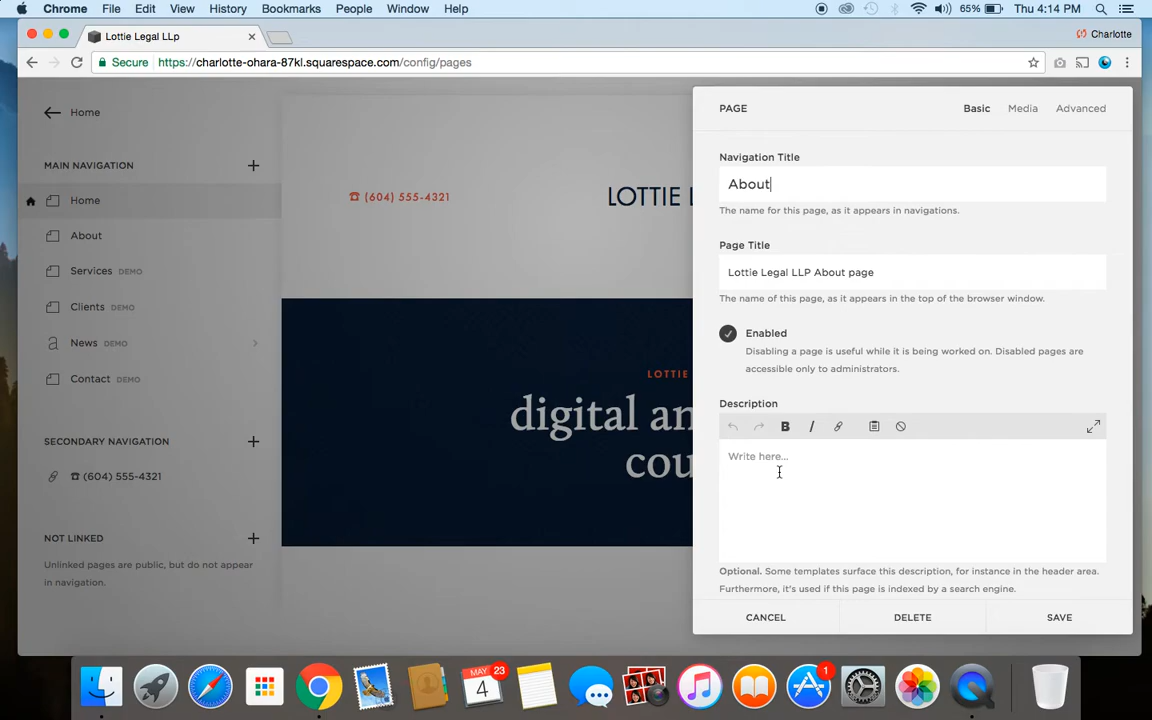 Chrome File Edit View History Bookmarks People Window Help 65% Thu 4:14 PM
Lottie Legal LLp Charlotte
Secure https://charlotte-ohara-87kl.squarespace.com/config/pages
Home
MAIN NAVIGATION
Home
About
Services DEMO
Clients DEMO
a News DEMO
Contact DEMO
SECONDARY NAVIGATION
☎ (604) 555-4321
NOT LINKED
Unlinked pages are public, but do not appear
in navigation.
☎ (604) 555-4321
LOTTIE L
LOTTIE
digital an
cou
PAGE Basic Media Advanced
Navigation Title
About
The name for this page, as it appears in navigations.
Page Title
Lottie Legal LLP About page
The name of this page, as it appears in the top of the browser window.
Enabled
Disabling a page is useful while it is being worked on. Disabled pages are
accessible only to administrators.
Description
B I
Write here...
Optional. Some templates surface this description, for instance in the header area.
Furthermore, it's used if this page is indexed by a search engine.
CANCEL DELETE SAVE
MAY 23
4
1